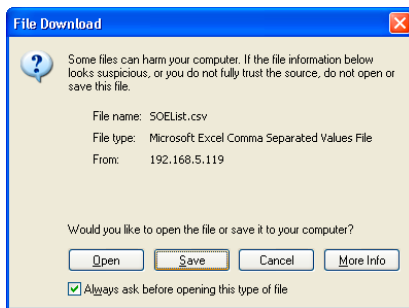 File Download
Some files can harm your computer. If the file information below
looks suspicious, or you do not fully trust the source, do not open or
save this file.
File name: SOEList.csv
File type: Microsoft Excel Comma Separated Values File
From: 192.168.5.119
Would you like to open the file or save it to your computer?
Open Save Cancel More Info
Always ask before opening this type of file